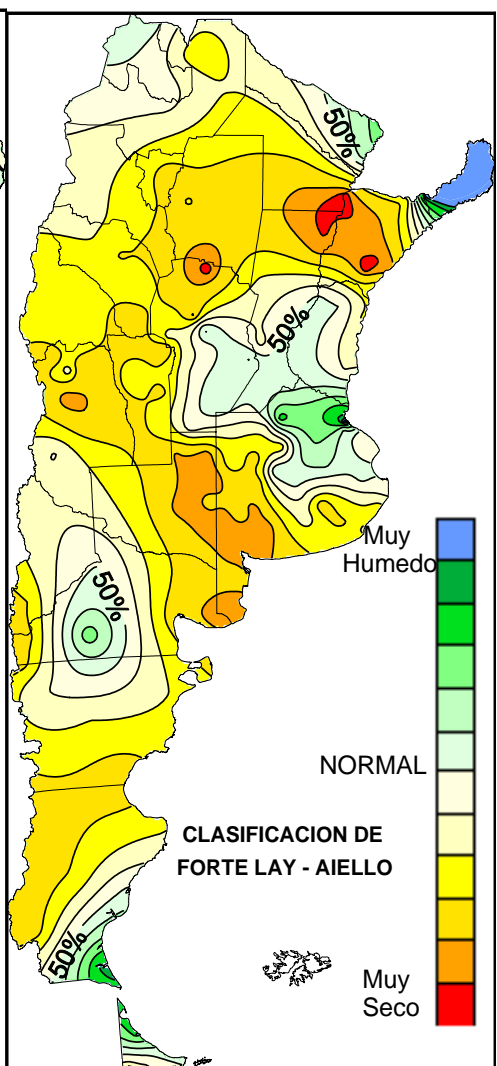 50%
50%
50%
50%
Muy
Humedo
NORMAL
CLASIFICACION DE
FORTE LAY - AIELLO
Muy
Seco